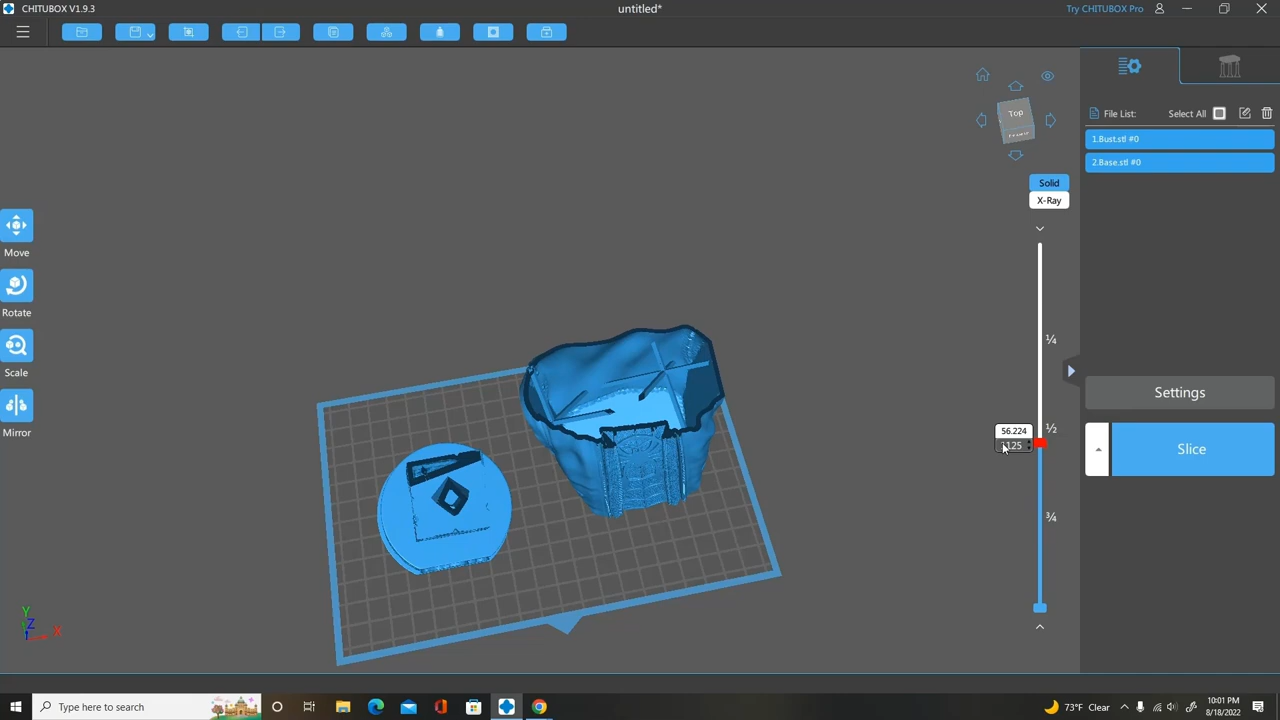 CHITUBOX V1.9.3
untitled*
Try CHITUBOX Pro
File List:
Select All
1.Bust.stl #0
2.Base.stl #0
Top
Solid
X-Ray
Move
Rotate
Scale
Mirror
¼
½
¾
56.224
Settings
Slice
Y
Z
X
Type here to search
73°F Clear
10:01 PM
8/18/2022